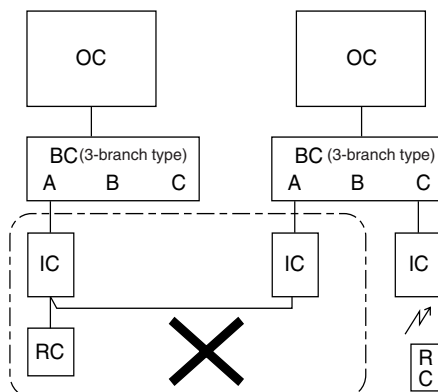 OC OC
BC (3-branch type) BC (3-branch type)
A B C A B C
IC IC IC
RC R
C